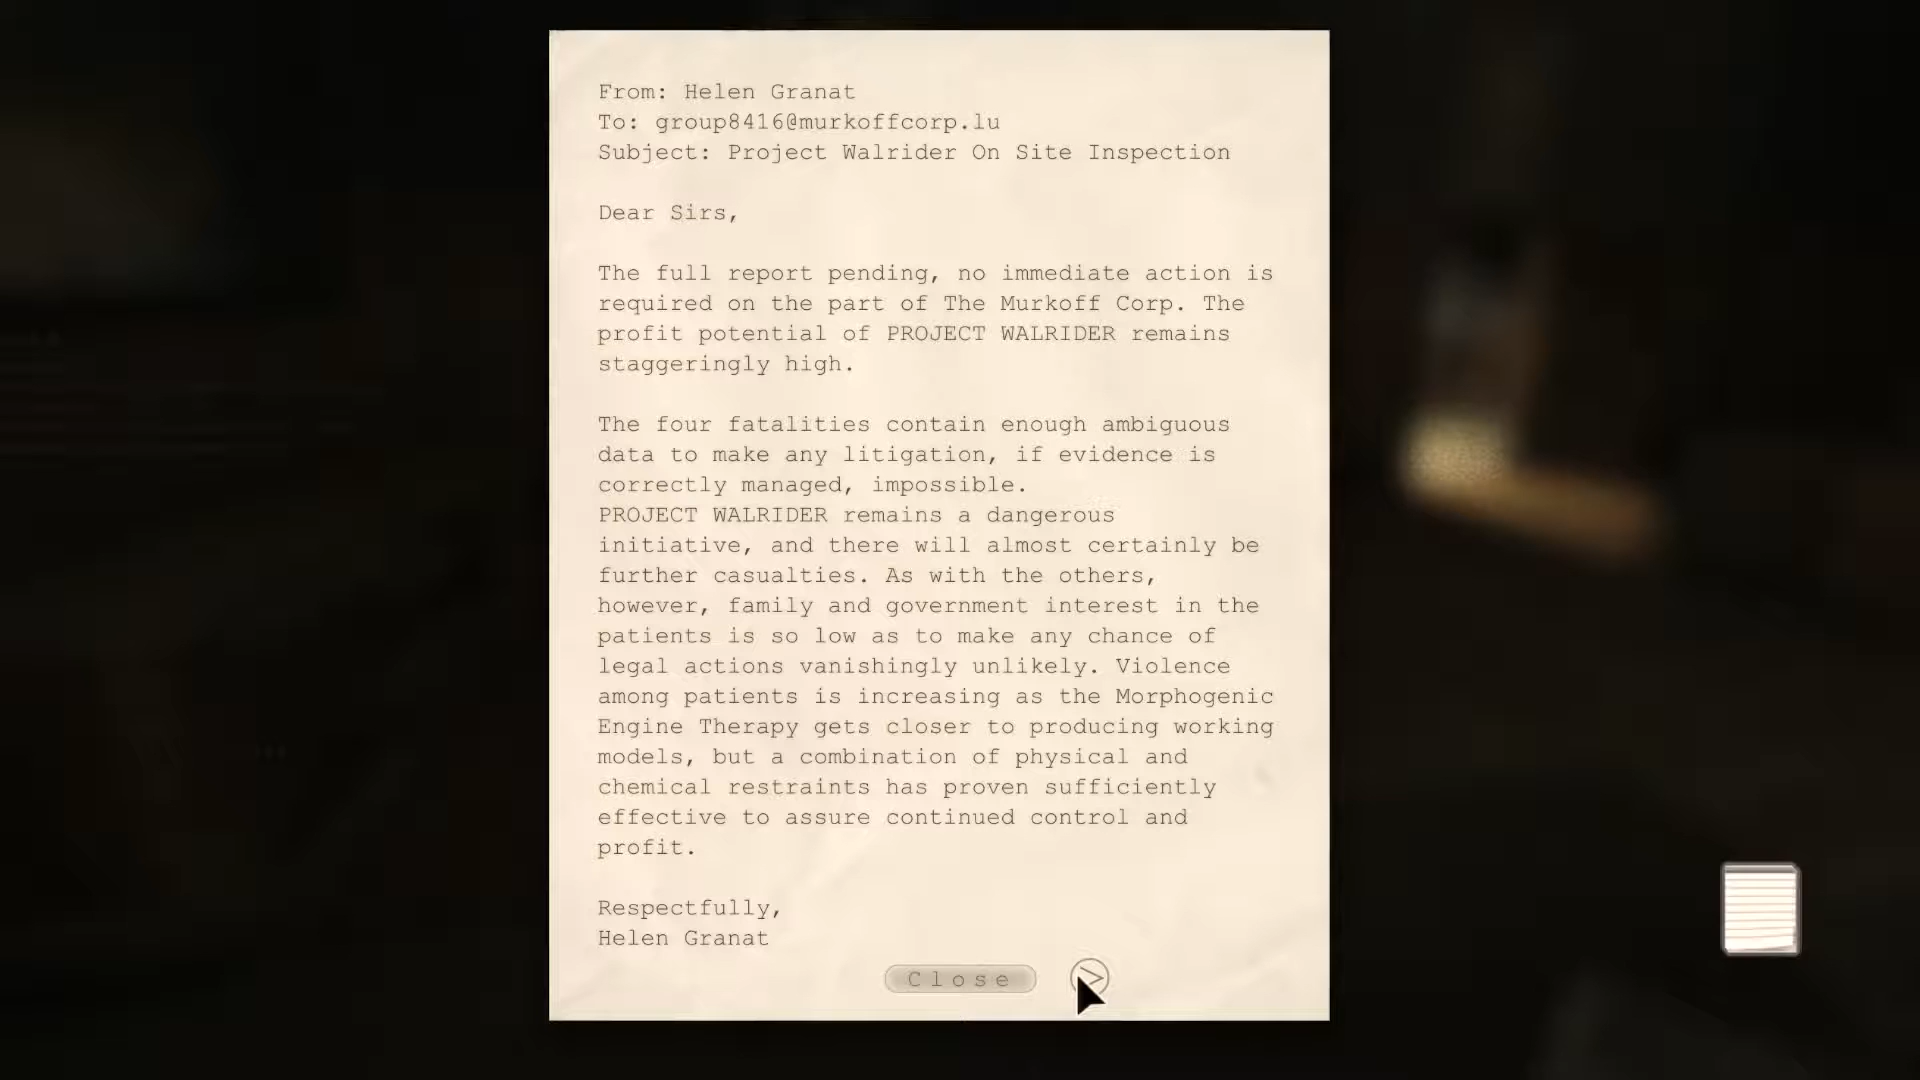 From: Helen Granat
To: group8416@murkoffcorp.lu
Subject: Project Walrider On Site Inspection
Dear Sirs,
The full report pending, no immediate action is
required on the part of The Murkoff Corp. The
profit potential of PROJECT WALRIDER remains
staggeringly high.
The four fatalities contain enough ambiguous
data to make any litigation, if evidence is
correctly managed, impossible.
PROJECT WALRIDER remains a dangerous
initiative, and there will almost certainly be
further casualties. As with the others,
however, family and government interest in the
patients is so low as to make any chance of
legal actions vanishingly unlikely. Violence
among patients is increasing as the Morphogenic
Engine Therapy gets closer to producing working
models, but a combination of physical and
chemical restraints has proven sufficiently
effective to assure continued control and
profit.
Respectfully,
Helen Granat
Close >